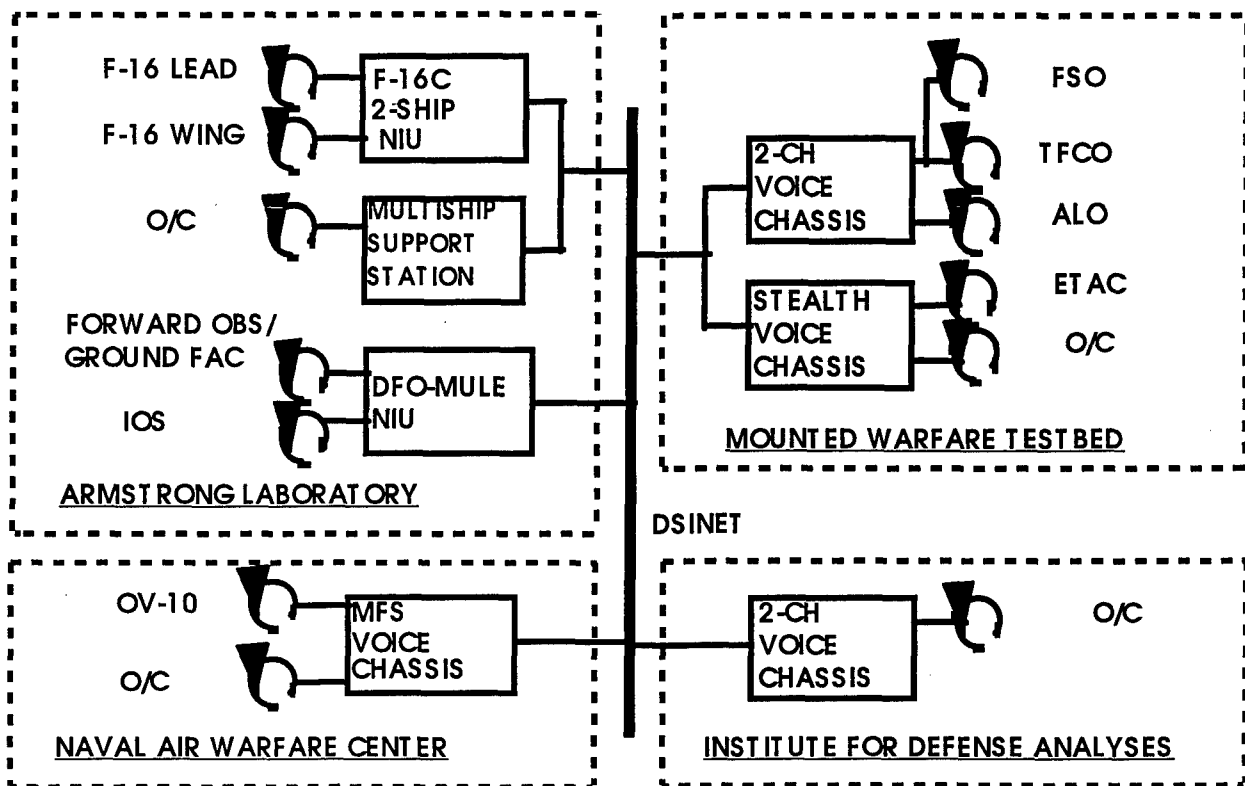 F-16 LEAD
F-16 WING
O/C
F-16C
2-SHIP
NIU
MULTISHIP
SUPPORT
STATION
FORWARD OBS/
GROUND FAC
IOS
DFO-MULE
NIU
ARMSTRONG LABORATORY
2-CH
VOICE
CHASSIS
FSO
TFCO
ALO
STEALTH
VOICE
CHASSIS
ETAC
O/C
MOUNTED WARFARE TESTBED
DSINET
OV-10
O/C
MFS
VOICE
CHASSIS
NAVAL AIR WARFARE CENTER
2-CH
VOICE
CHASSIS
O/C
INSTITUTE FOR DEFENSE ANALYSES